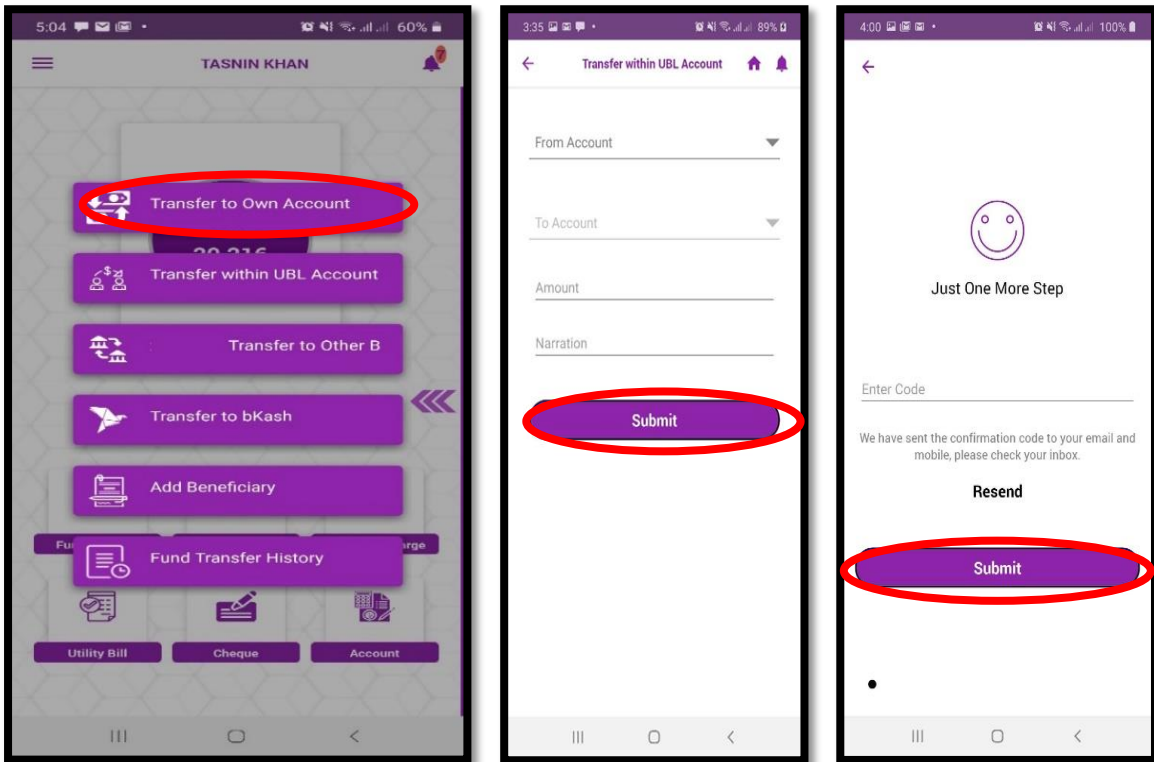 5:04
60%
TASNIN KHAN
7
Transfer to Own Account
Transfer within UBL Account
Transfer to Other B
Transfer to bKash
Add Beneficiary
Fund Transfer History
Utility Bill
Cheque
Account
3:35
89%
Transfer within UBL Account
From Account
To Account
Amount
Narration
Submit
4:00
100%
Just One More Step
Enter Code
We have sent the confirmation code to your email and
mobile, please check your inbox.
Resend
Submit